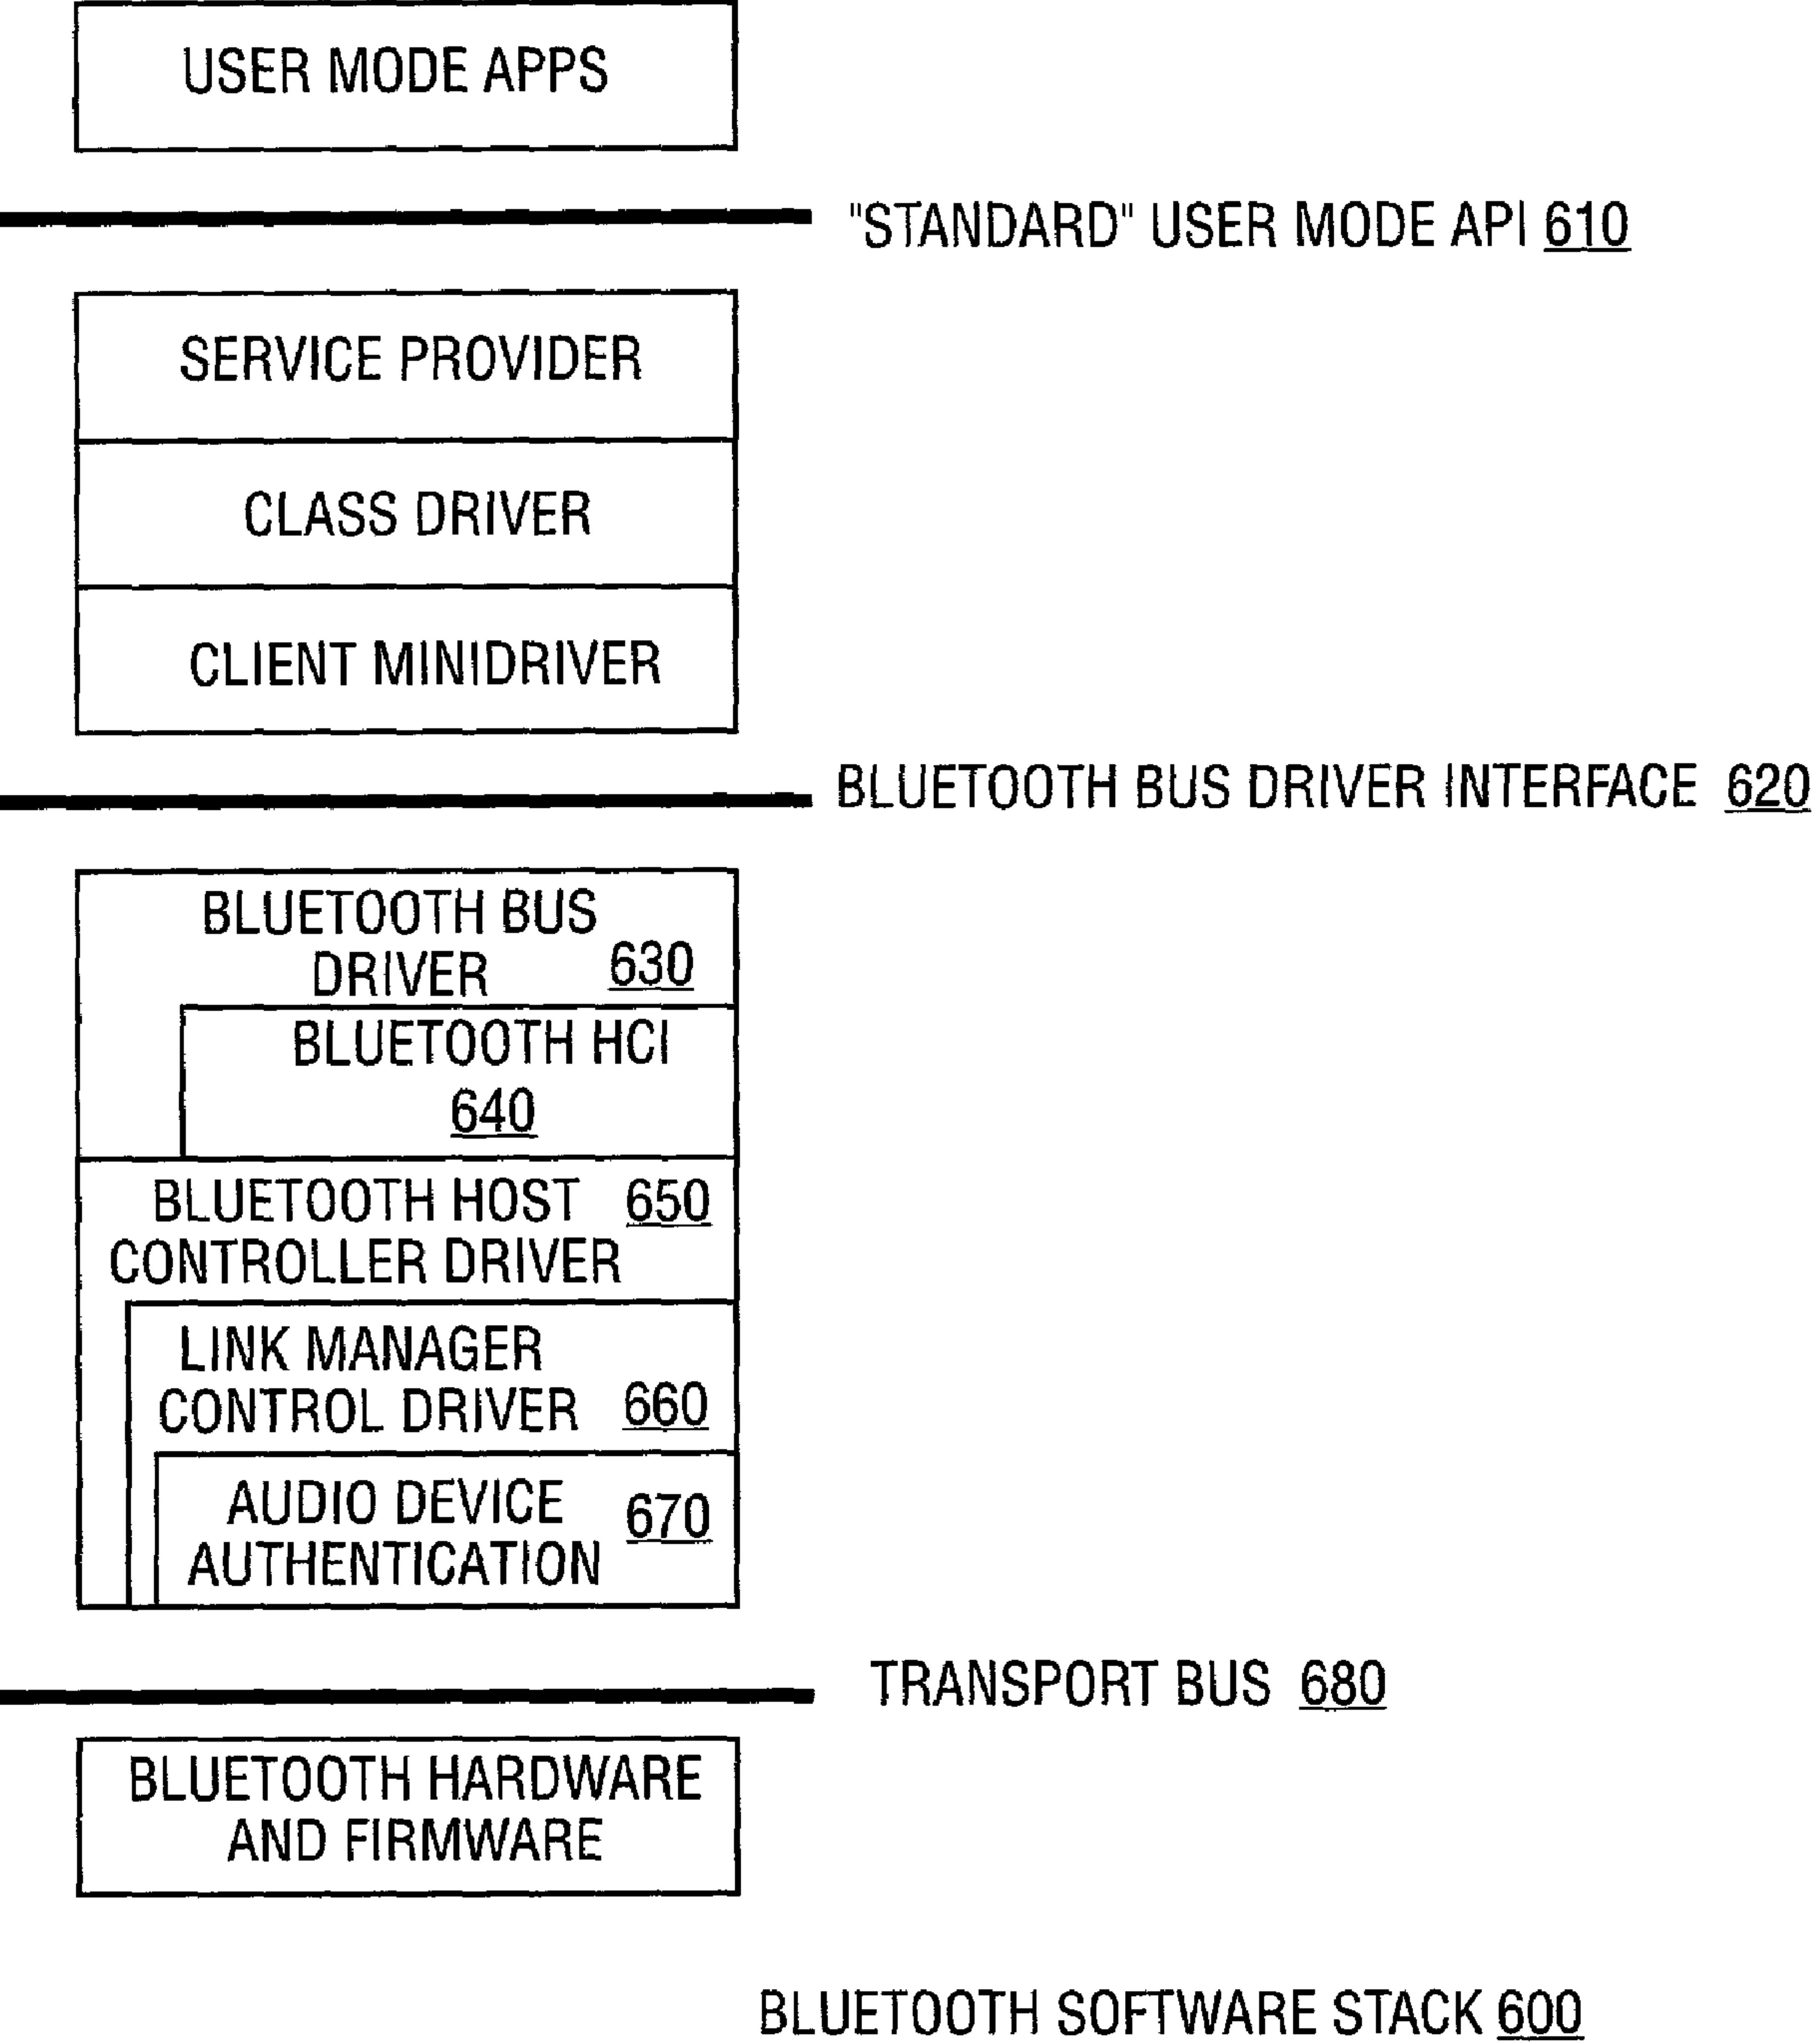 USER MODE APPS
"STANDARD" USER MODE API 610
SERVICE PROVIDER
CLASS DRIVER
CLIENT MINIDRIVER
BLUETOOTH BUS DRIVER INTERFACE 620
BLUETOOTH BUS
DRIVER 630
BLUETOOTH HCI
640
BLUETOOTH HOST 650
CONTROLLER DRIVER
LINK MANAGER
CONTROL DRIVER 660
AUDIO DEVICE 670
AUTHENTICATION
TRANSPORT BUS 680
BLUETOOTH HARDWARE
AND FIRMWARE
BLUETOOTH SOFTWARE STACK 600